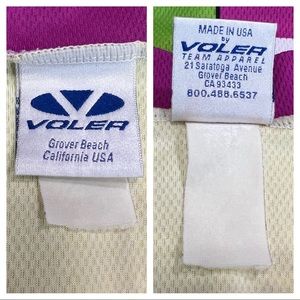 VOLER
Grover Beach
California USA
MADE IN USA
by
VOLER
TEAM APPAREL
21 Saratoga Avenue
Grover Beach
CA 93433
800.488.6537